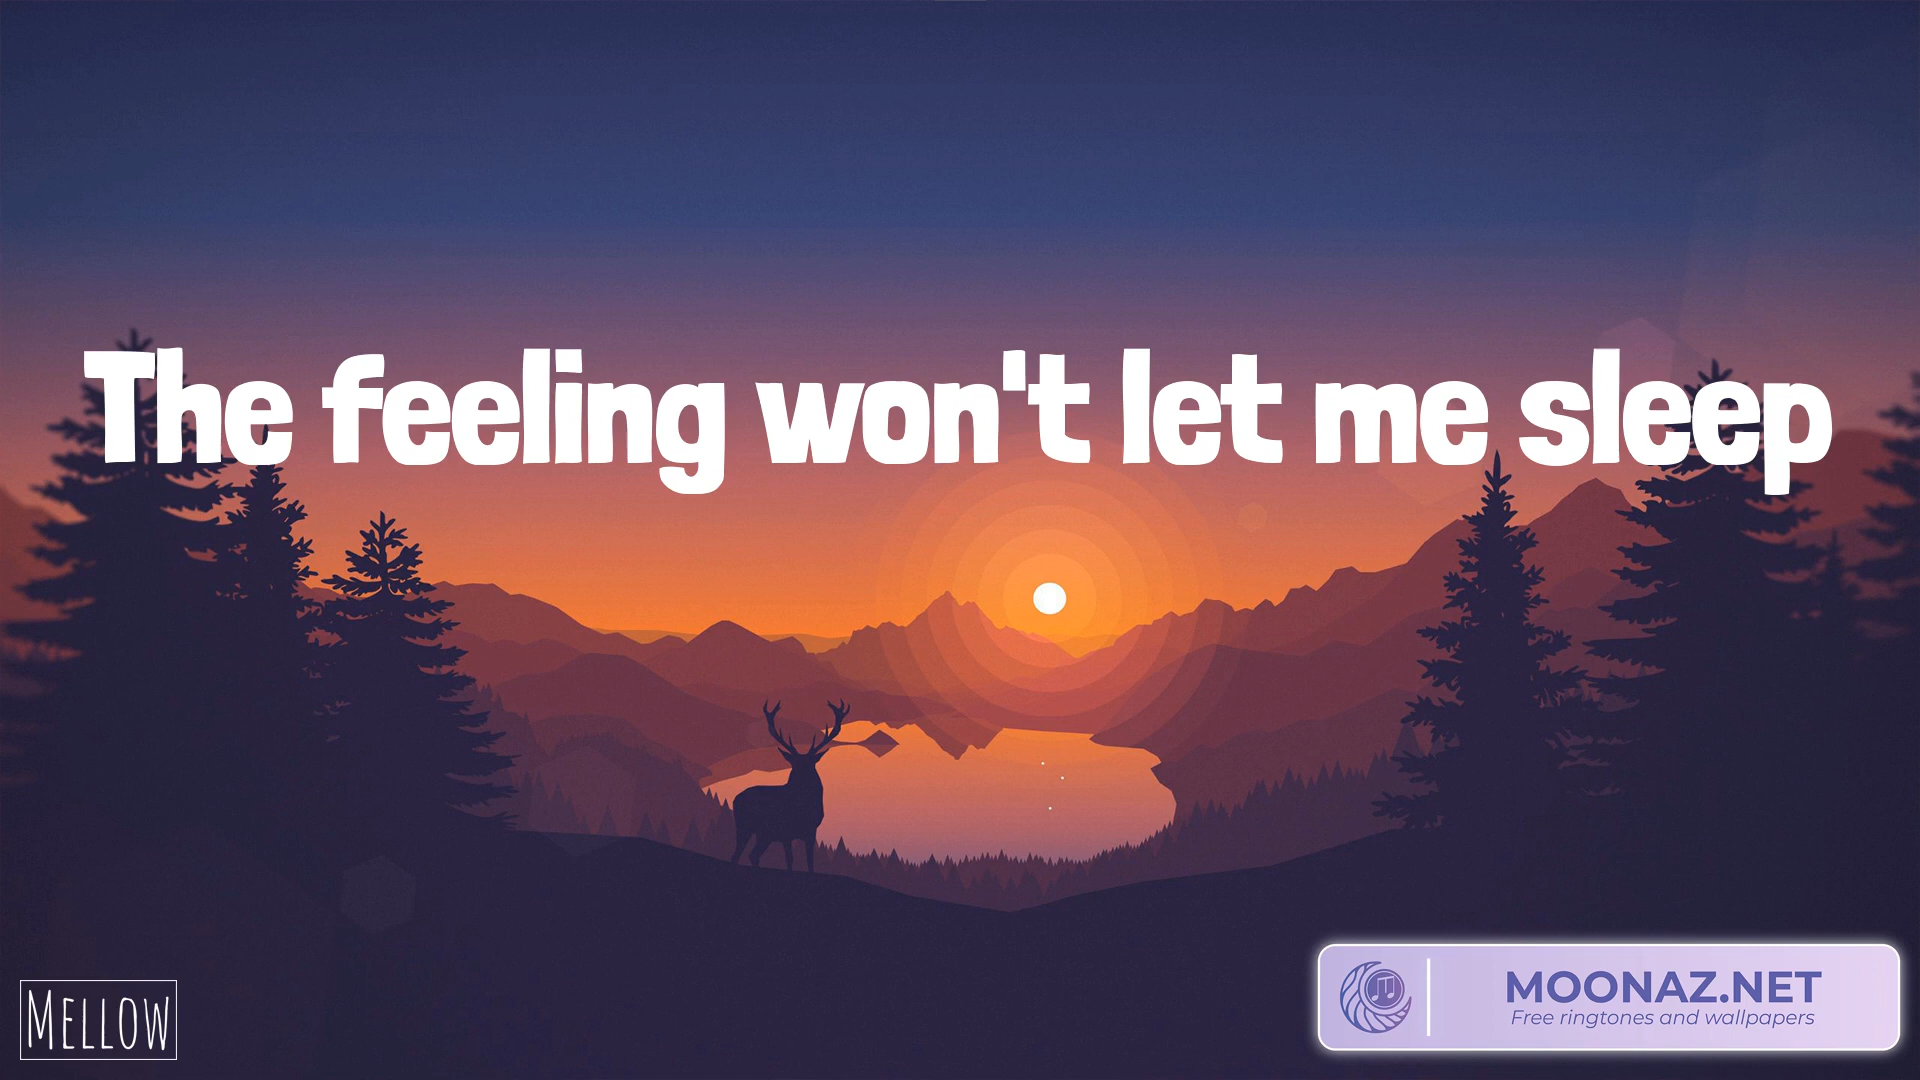 The feeling won't let me sleep
MELLOW
MOONAZ.NET
Free ringtones and wallpapers